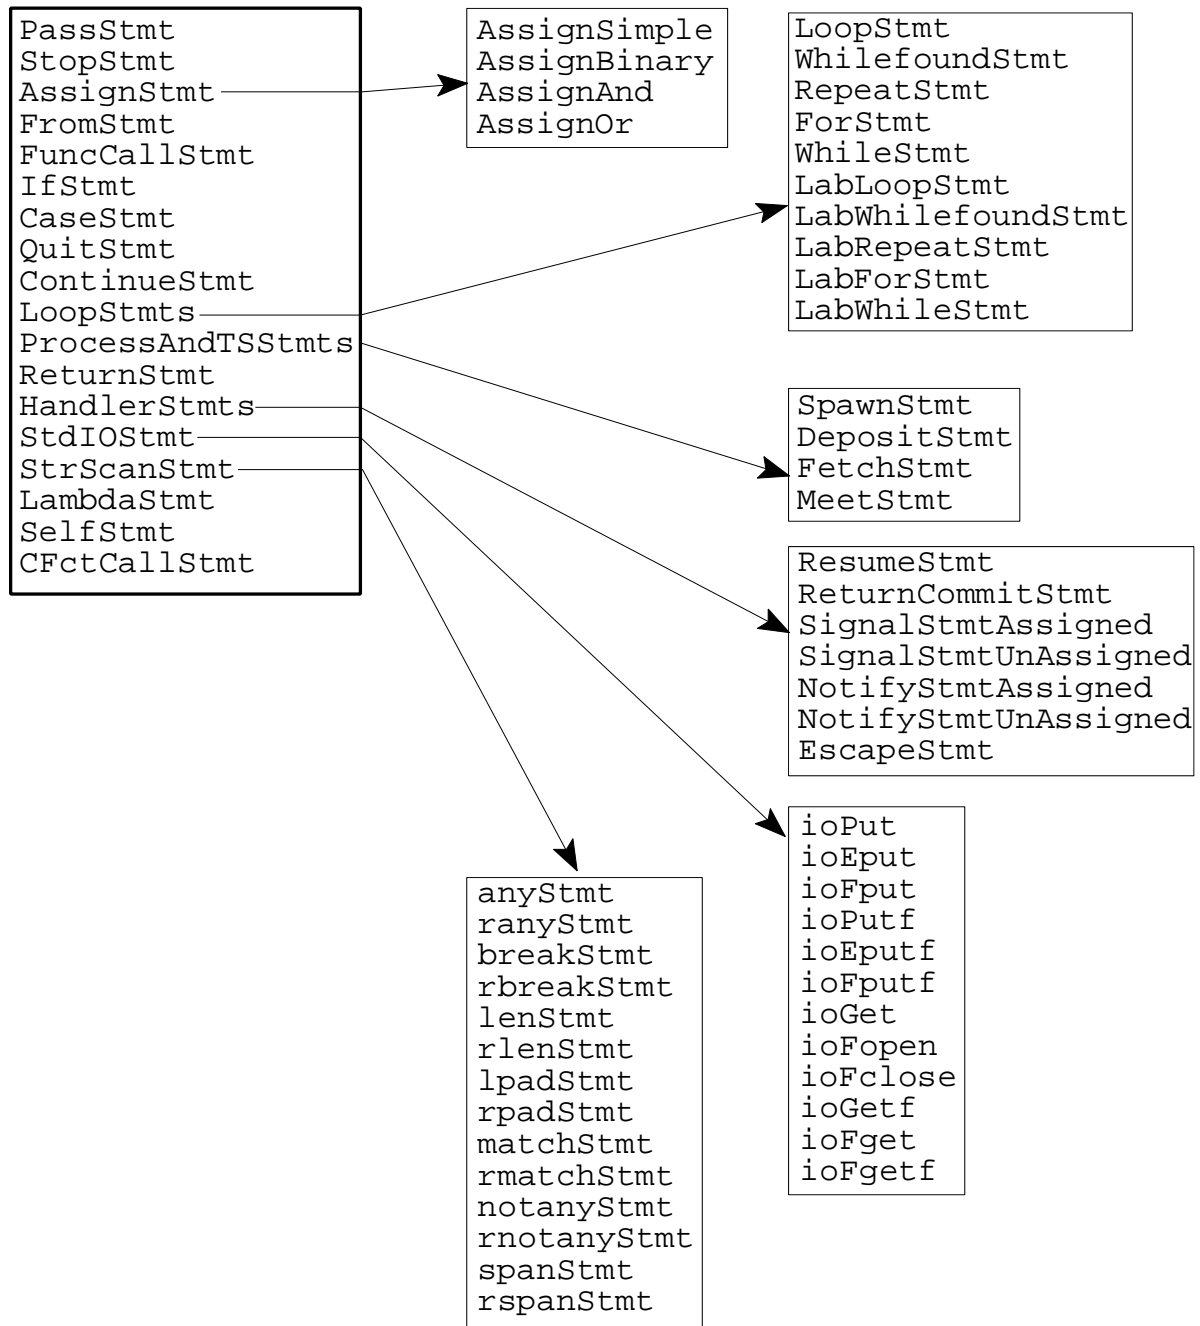 PassStmt
StopStmt
AssignStmt
FromStmt
FuncCallStmt
IfStmt
CaseStmt
QuitStmt
ContinueStmt
LoopStmts
ProcessAndTSStmts
ReturnStmt
HandlerStmts
StdIOStmt
StrScanStmt
LambdaStmt
SelfStmt
CFctCallStmt
AssignSimple
AssignBinary
AssignAnd
AssignOr
LoopStmt
WhilefoundStmt
RepeatStmt
ForStmt
WhileStmt
LabLoopStmt
LabWhilefoundStmt
LabRepeatStmt
LabForStmt
LabWhileStmt
SpawnStmt
DepositStmt
FetchStmt
MeetStmt
ResumeStmt
ReturnCommitStmt
SignalStmtAssigned
SignalStmtUnAssigned
NotifyStmtAssigned
NotifyStmtUnAssigned
EscapeStmt
ioPut
ioEput
ioFput
ioPutf
ioEputf
ioFputf
ioGet
ioFopen
ioFclose
ioGetf
ioFget
ioFgetf
anyStmt
ranyStmt
breakStmt
rbreakStmt
lenStmt
rlenStmt
lpadStmt
rpadStmt
matchStmt
rmatchStmt
notanyStmt
rnotanyStmt
spanStmt
rspanStmt